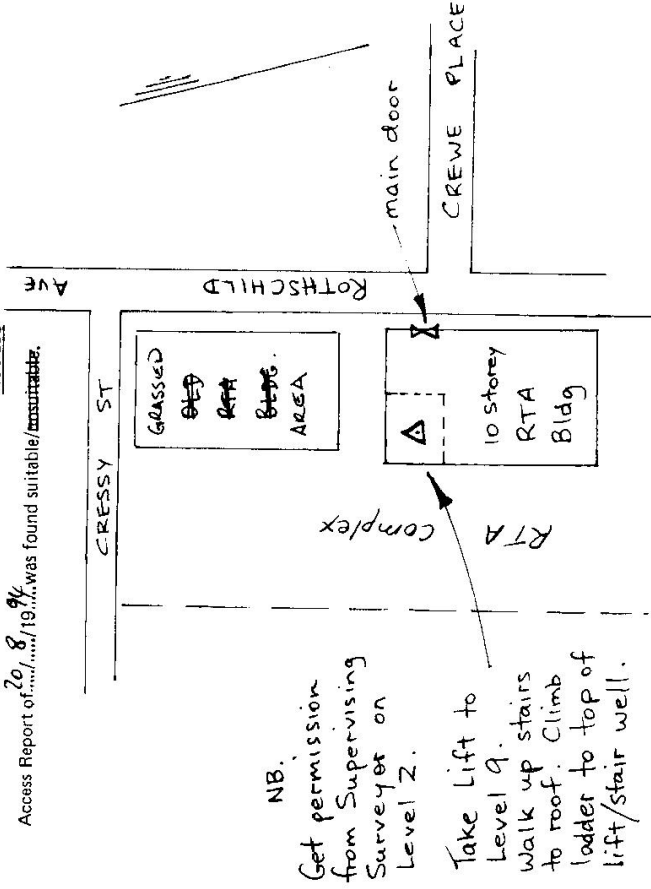 Access Report of 20/8/1994 was found suitable/unsuitable.
CRESSY ST
ROTHSCHILD AVE
GRASSED
OLD
RTA
BLDG.
AREA
main door
CREWE PLACE
10 Storey
RTA
Bldg
RTA Complex
NB.
Get permission
from Supervising
Surveyor on
Level 2.
Take Lift to
Level 9.
Walk up stairs
to roof. Climb
ladder to top of
lift/stair well.